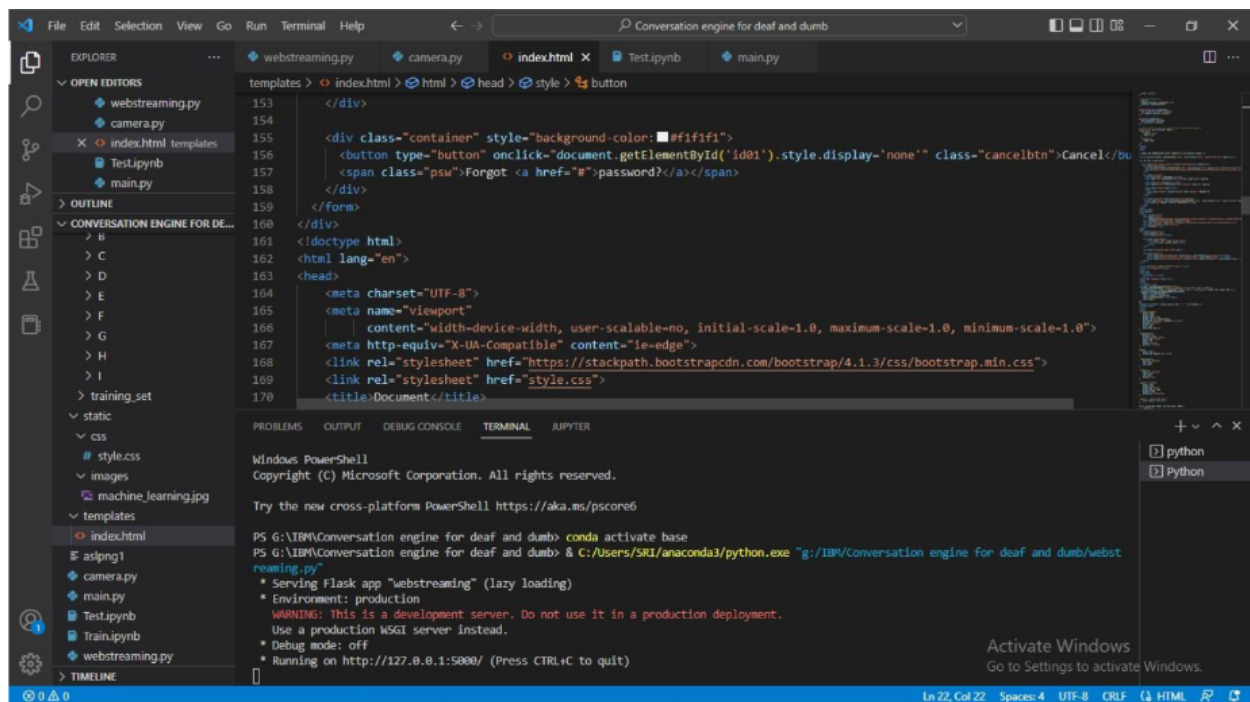 File Edit Selection View Go Run Terminal Help
Conversation engine for deaf and dumb
EXPLORER
OPEN EDITORS
webstreaming.py
camera.py
index.html templates
Test.ipynb
main.py
OUTLINE
CONVERSATION ENGINE FOR DE...
B
C
D
E
F
G
H
I
training_set
static
css
# style.css
images
machine_learning.jpg
templates
index.html
aslpng1
camera.py
main.py
Test.ipynb
Train.ipynb
webstreaming.py
TIMELINE
webstreaming.py camera.py index.html Test.ipynb main.py
templates > index.html > html > head > style > button
153 </div>
154
155 <div class="container" style="background-color: #f1f1f1">
156 <button type="button" onclick="document.getElementById('id01').style.display='none'" class="cancelbtn">Cancel</bu
157 <span class="psw">Forgot <a href="#">password?</a></span>
158 </div>
159 </form>
160 </div>
161 <!doctype html>
162 <html lang="en">
163 <head>
164 <meta charset="UTF-8">
165 <meta name="viewport"
166 content="width=device-width, user-scalable=no, initial-scale=1.0, maximum-scale=1.0, minimum-scale=1.0">
167 <meta http-equiv="X-UA-Compatible" content="ie=edge">
168 <link rel="stylesheet" href="https://stackpath.bootstrapcdn.com/bootstrap/4.1.3/css/bootstrap.min.css">
169 <link rel="stylesheet" href="style.css">
170 <title>Document</title>
PROBLEMS OUTPUT DEBUG CONSOLE TERMINAL JUPYTER
Windows PowerShell
Copyright (C) Microsoft Corporation. All rights reserved.
Try the new cross-platform PowerShell https://aka.ms/pscore6
PS G:\IBM\Conversation engine for deaf and dumb> conda activate base
PS G:\IBM\Conversation engine for deaf and dumb> & C:/Users/SRI/anaconda3/python.exe "g:/IBM/Conversation engine for deaf and dumb/webst
reaming.py"
* Serving Flask app "webstreaming" (lazy loading)
* Environment: production
WARNING: This is a development server. Do not use it in a production deployment.
Use a production WSGI server instead.
* Debug mode: off
* Running on http://127.0.0.1:5000/ (Press CTRL+C to quit)
python
Python
Activate Windows
Go to Settings to activate Windows.
1
0 0 Ln 22, Col 22 Spaces: 4 UTF-8 CRLF HTML